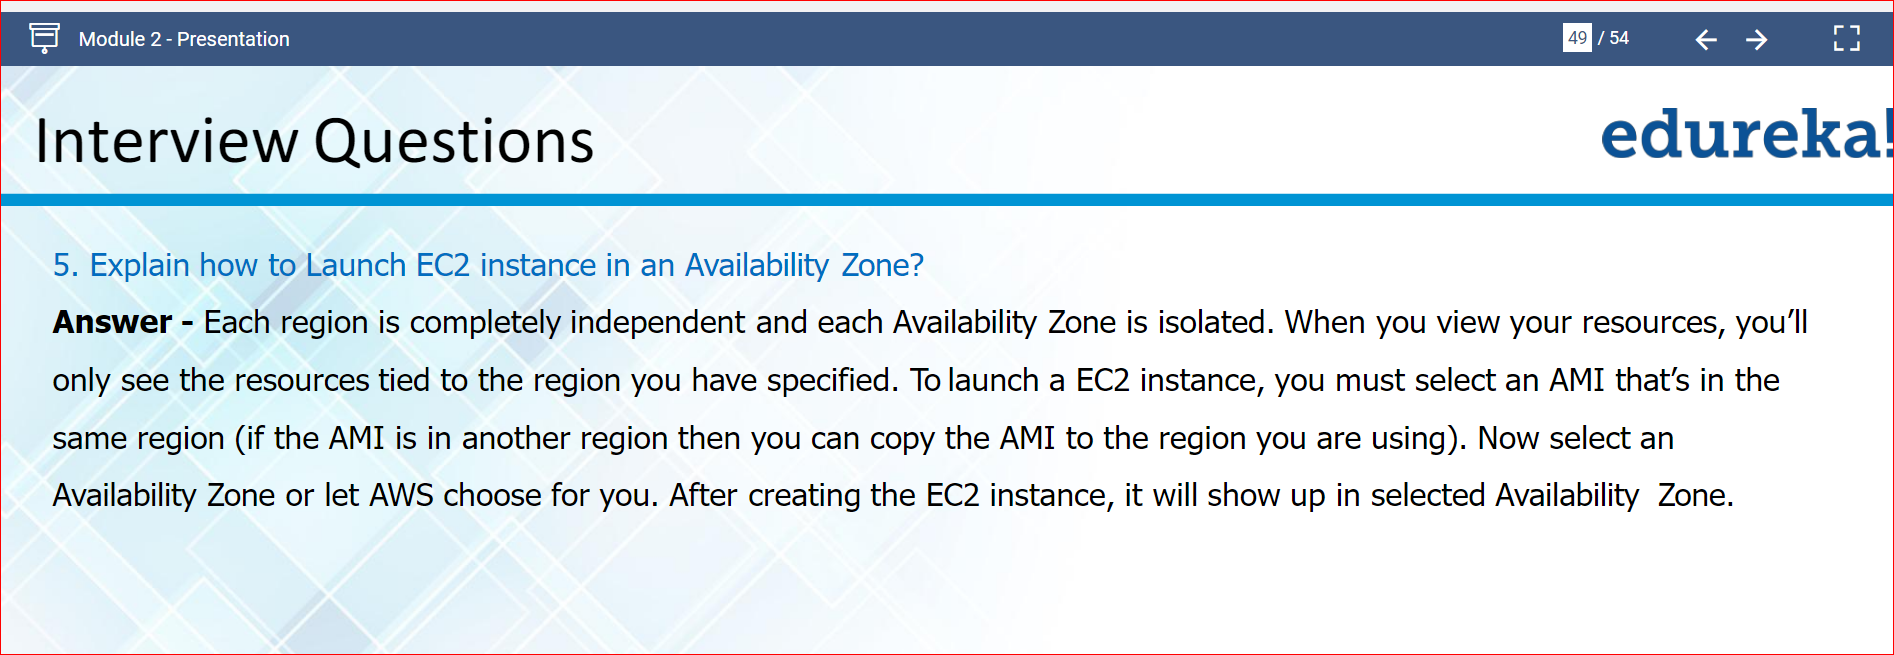 Module 2 - Presentation
49 / 54
Interview Questions
edureka!
5. Explain how to Launch EC2 instance in an Availability Zone?
Answer - Each region is completely independent and each Availability Zone is isolated. When you view your resources, you’ll
only see the resources tied to the region you have specified. To launch a EC2 instance, you must select an AMI that’s in the
same region (if the AMI is in another region then you can copy the AMI to the region you are using). Now select an
Availability Zone or let AWS choose for you. After creating the EC2 instance, it will show up in selected Availability Zone.